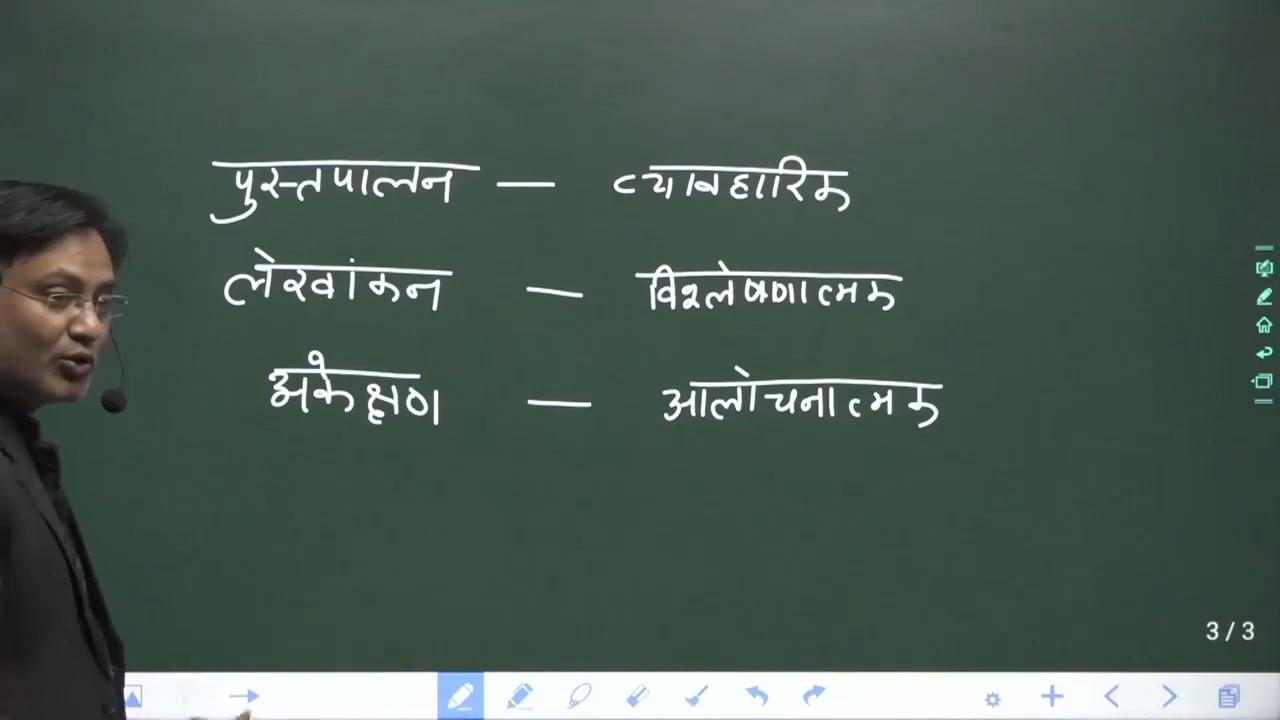 पुस्तपालन — व्यावहारिक
लेखांकन — विश्लेषणात्मक
अंकेक्षण — आलोचनात्मक
3 / 3